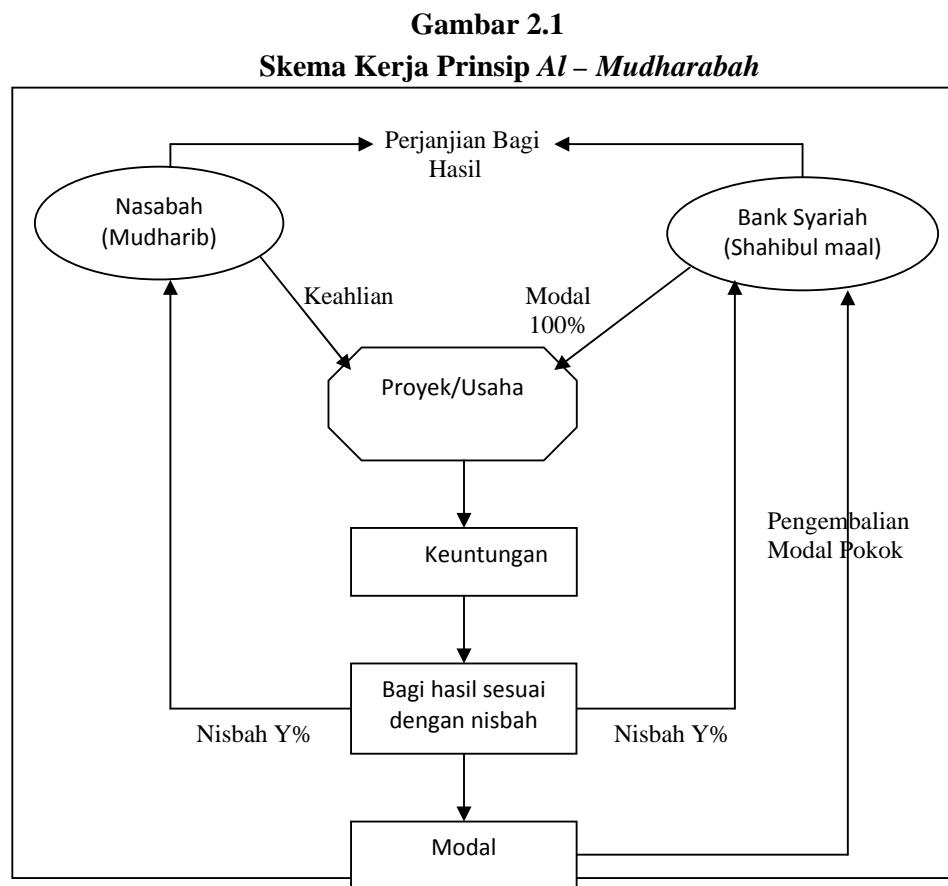 Gambar 2.1
Skema Kerja Prinsip Al – Mudharabah
Perjanjian Bagi
Hasil
Nasabah
(Mudharib)
Bank Syariah
(Shahibul maal)
Keahlian
Modal
100%
Proyek/Usaha
Keuntungan
Pengembalian
Modal Pokok
Bagi hasil sesuai
dengan nisbah
Nisbah Y%
Nisbah Y%
Modal